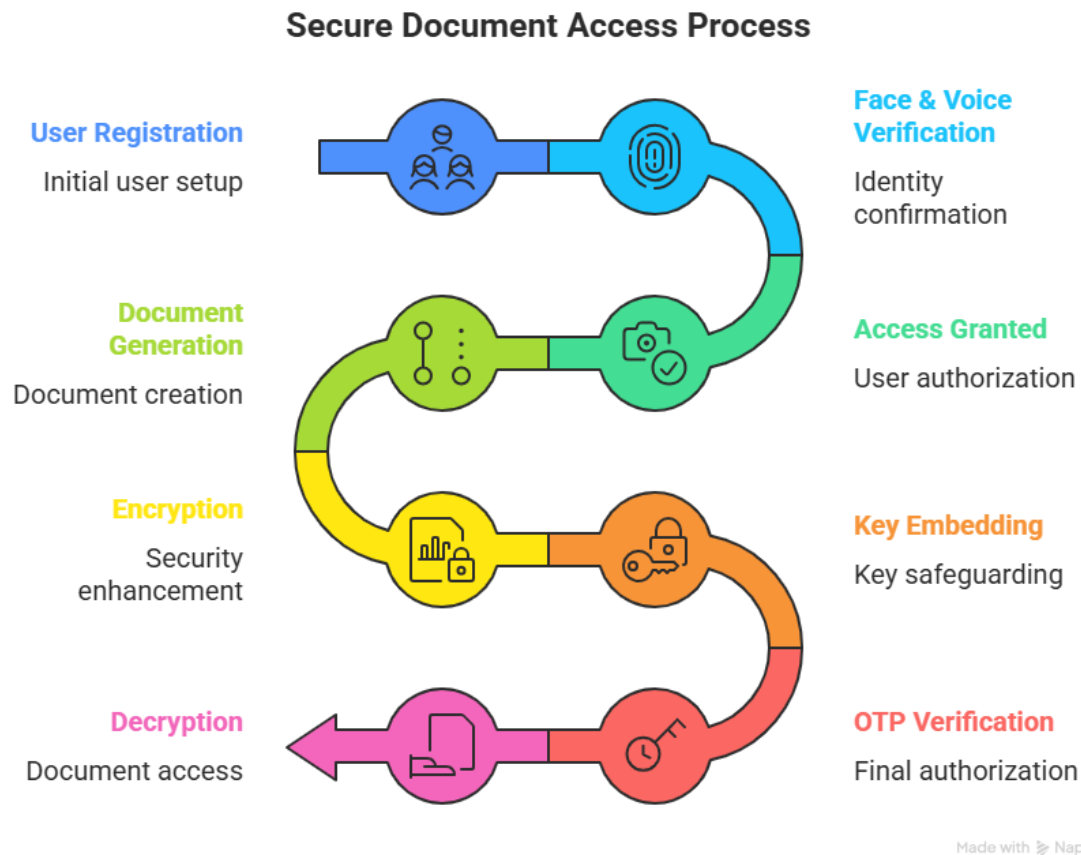 Secure Document Access Process
User Registration
Initial user setup
Face & Voice
Verification
Identity
confirmation
Access Granted
User authorization
Document
Generation
Document creation
Encryption
Security
enhancement
Key Embedding
Key safeguarding
OTP Verification
Final authorization
Decryption
Document access
Made with Nap